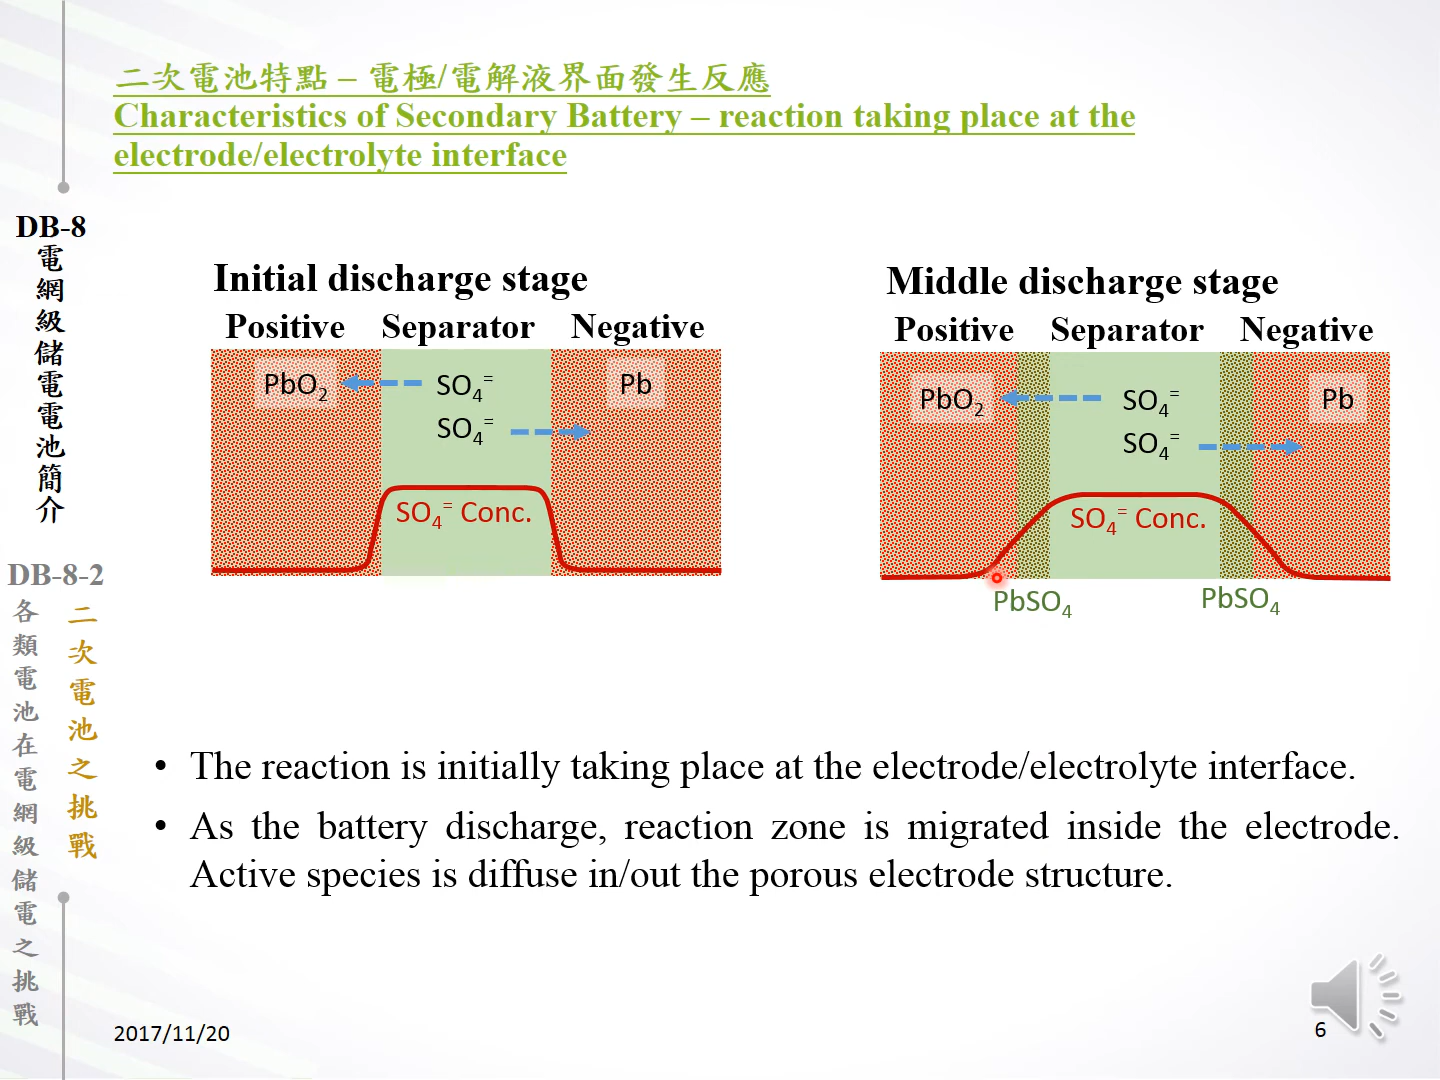 二次電池特點 – 電極/電解液界面發生反應
Characteristics of Secondary Battery – reaction taking place at the
electrode/electrolyte interface
DB-8
電網級儲電電池簡介
DB-8-2
二次電池之挑戰
各類電池在電網級儲電之挑戰
Initial discharge stage
Positive Separator Negative
PbO2 SO4= Pb
SO4=
SO4= Conc.
Middle discharge stage
Positive Separator Negative
PbO2 SO4= Pb
SO4=
SO4= Conc.
PbSO4 PbSO4
• The reaction is initially taking place at the electrode/electrolyte interface.
• As the battery discharge, reaction zone is migrated inside the electrode.
Active species is diffuse in/out the porous electrode structure.
2017/11/20
6